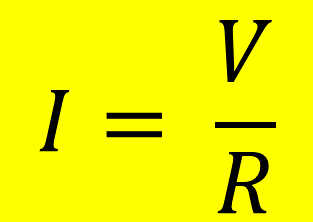 I = V/R